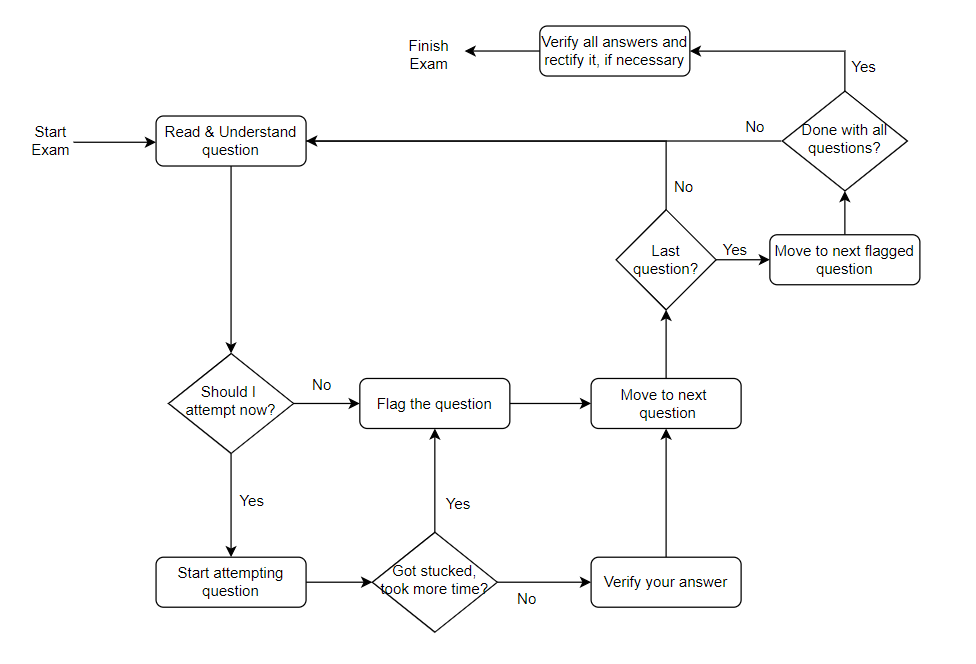 Finish
Exam
Verify all answers and
rectify it, if necessary
Yes
Start
Exam
Read & Understand
question
No
Done with all
questions?
No
Last
question?
Yes
Move to next flagged
question
Should I
attempt now?
No
Flag the question
Move to next
question
Yes
Yes
Start attempting
question
Got stucked,
took more time?
No
Verify your answer